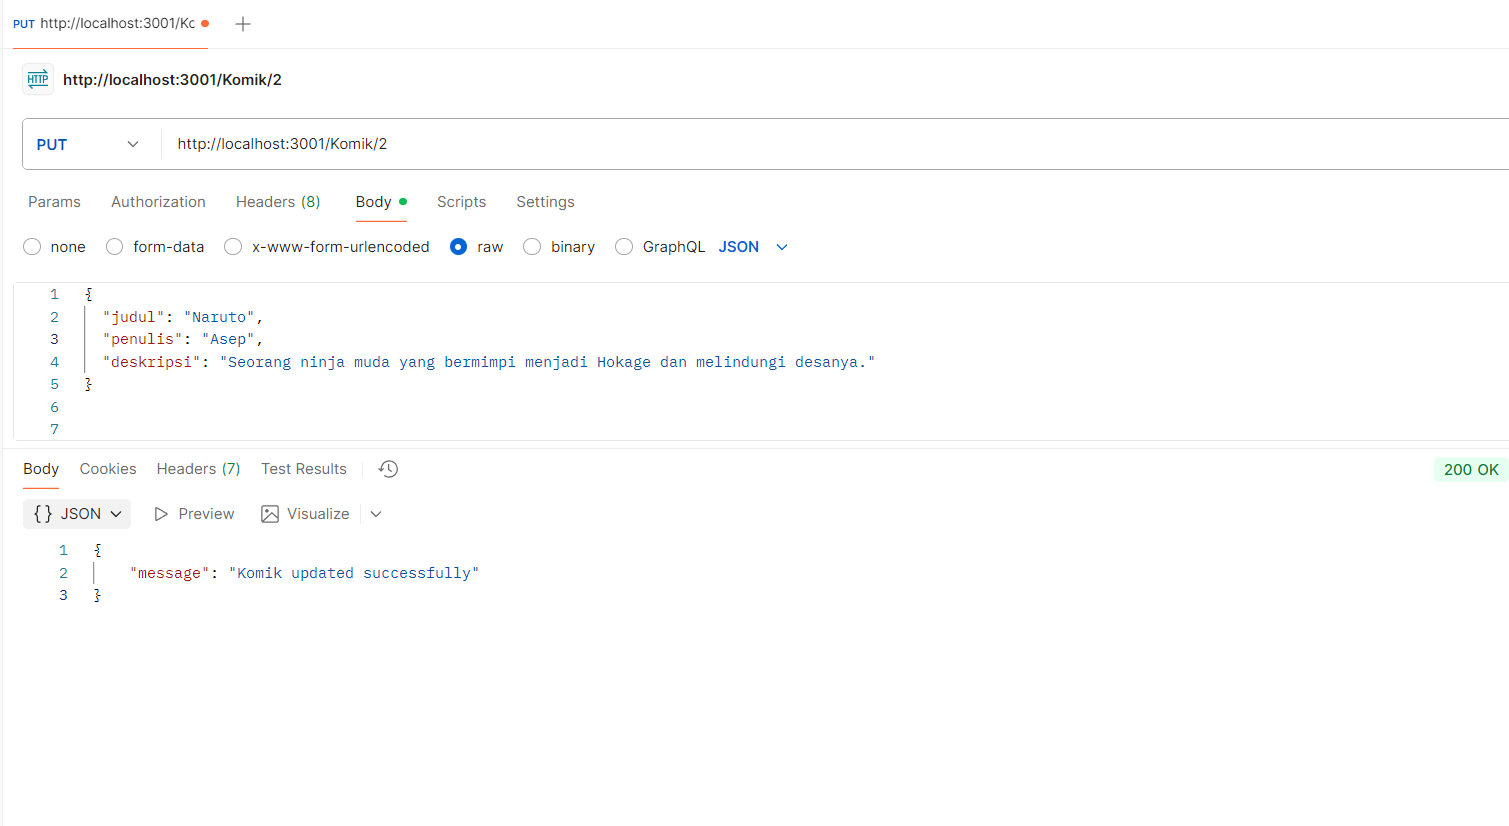 PUT http://localhost:3001/Kc
HTTP http://localhost:3001/Komik/2
PUT http://localhost:3001/Komik/2
Params Authorization Headers (8) Body Scripts Settings
none form-data x-www-form-urlencoded raw binary GraphQL JSON
1 {
2 "judul": "Naruto",
3 "penulis": "Asep",
4 "deskripsi": "Seorang ninja muda yang bermimpi menjadi Hokage dan melindungi desanya."
5 }
6
7
Body Cookies Headers (7) Test Results 200 OK
{} JSON Preview Visualize
1 {
2 "message": "Komik updated successfully"
3 }